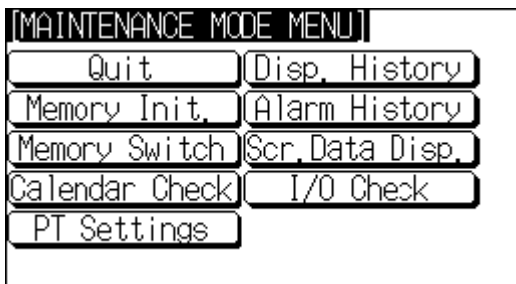 [MAINTENANCE MODE MENU]
Quit Disp. History
Memory Init. Alarm History
Memory Switch Scr.Data Disp.
Calendar Check I/O Check
PT Settings